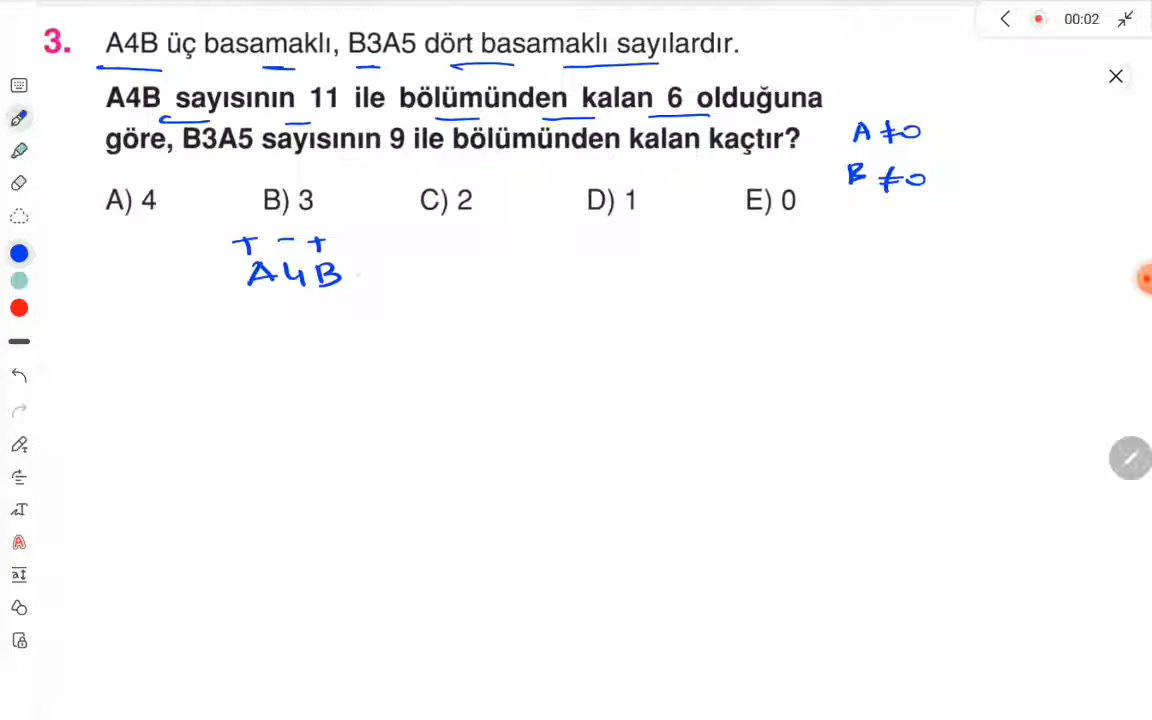 00:02
3. A4B üç basamaklı, B3A5 dört basamaklı sayılardır.
A4B sayısının 11 ile bölümünden kalan 6 olduğuna
göre, B3A5 sayısının 9 ile bölümünden kalan kaçtır?
A ≠ 0
B ≠ 0
A) 4 B) 3 C) 2 D) 1 E) 0
+ - +
A4B